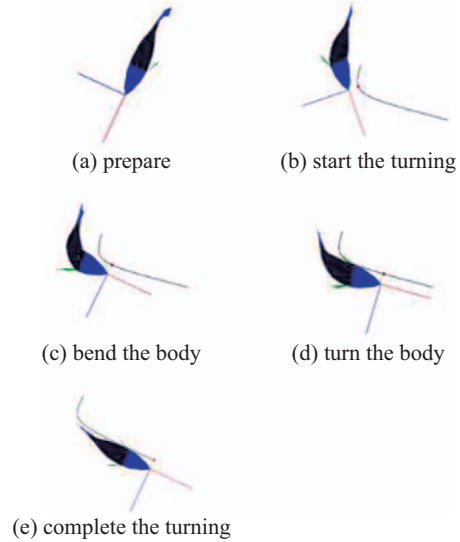 (a) prepare
(b) start the turning
(c) bend the body
(d) turn the body
(e) complete the turning